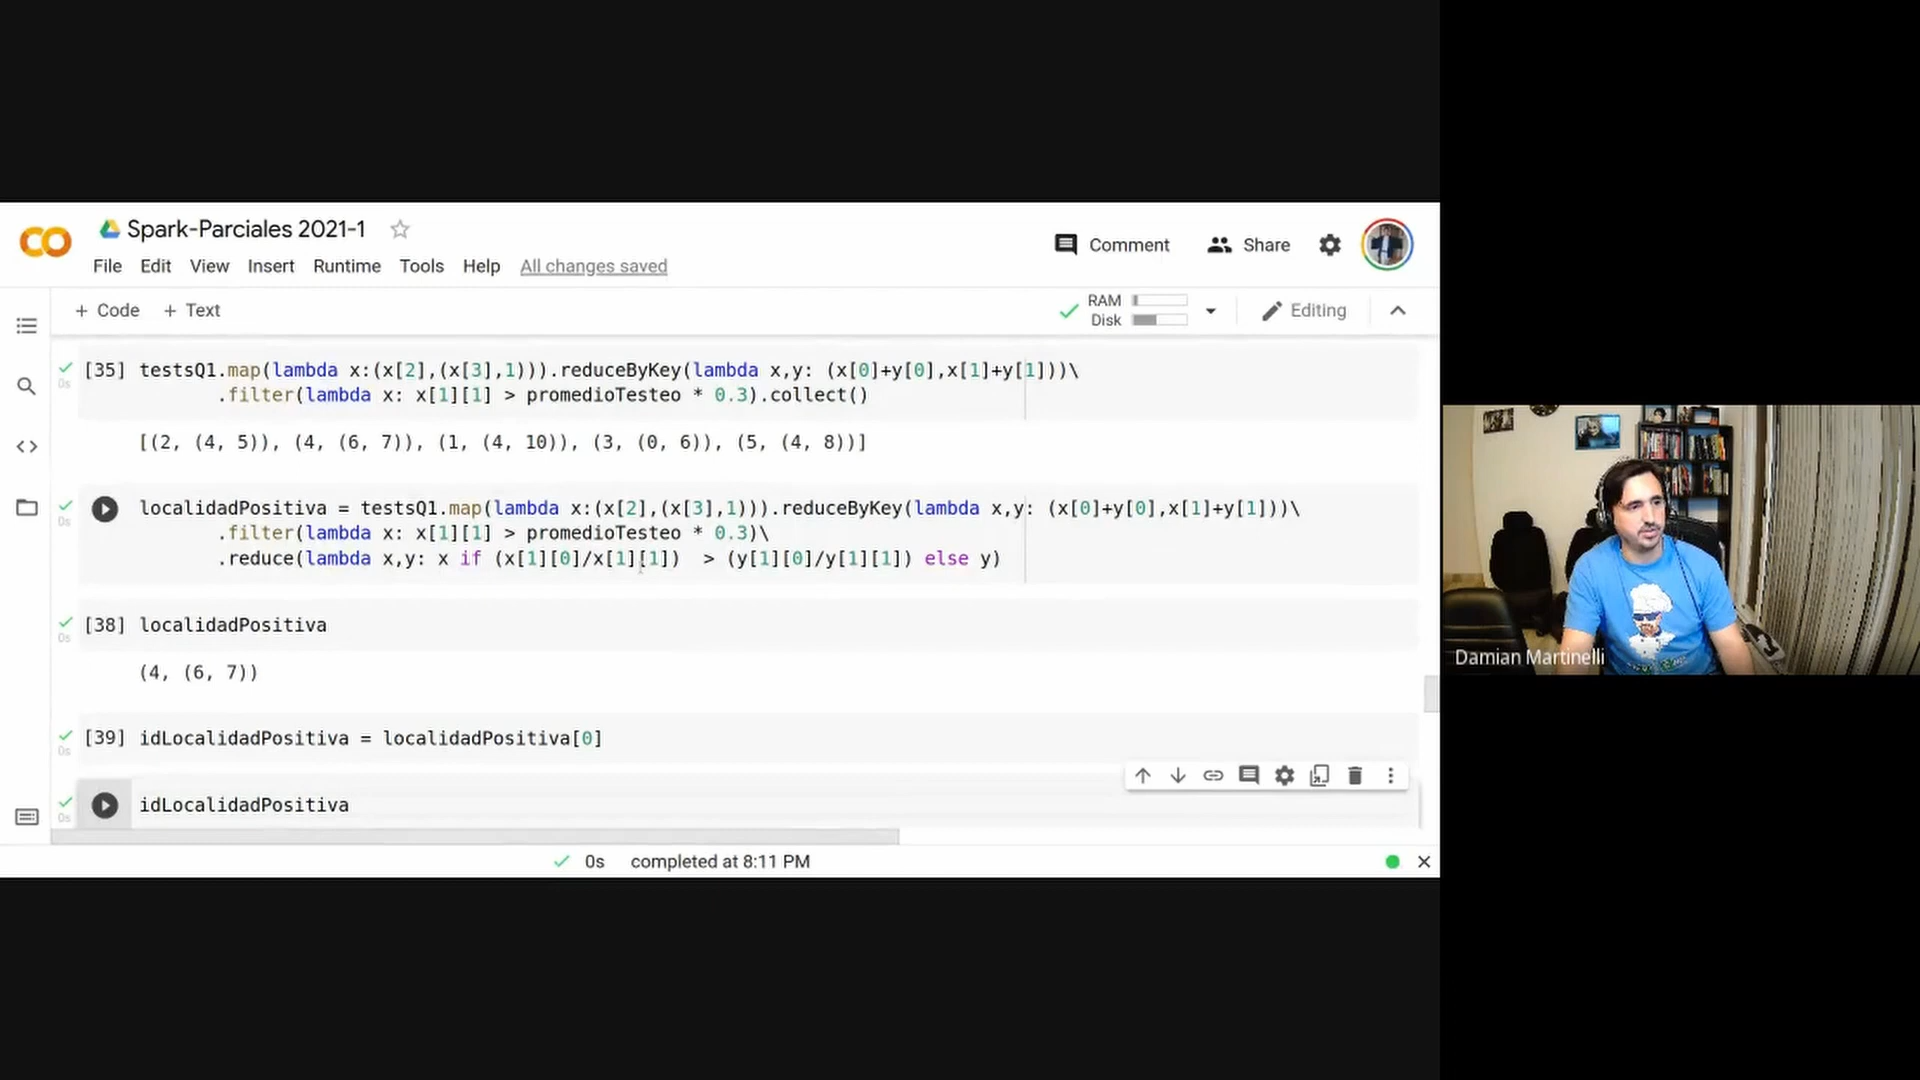 Spark-Parciales 2021-1
Comment
Share
File Edit View Insert Runtime Tools Help All changes saved
+ Code + Text
RAM
Disk
Editing
[35] testsQ1.map(lambda x:(x[2],(x[3],1))).reduceByKey(lambda x,y: (x[0]+y[0],x[1]+y[1]))\
.filter(lambda x: x[1][1] > promedioTesteo * 0.3).collect()
0s
[(2, (4, 5)), (4, (6, 7)), (1, (4, 10)), (3, (0, 6)), (5, (4, 8))]
localidadPositiva = testsQ1.map(lambda x:(x[2],(x[3],1))).reduceByKey(lambda x,y: (x[0]+y[0],x[1]+y[1]))\
0s
.filter(lambda x: x[1][1] > promedioTesteo * 0.3)\
.reduce(lambda x,y: x if (x[1][0]/x[1][1])  > (y[1][0]/y[1][1]) else y)
[38] localidadPositiva
0s
(4, (6, 7))
[39] idLocalidadPositiva = localidadPositiva[0]
0s
idLocalidadPositiva
0s
0s completed at 8:11 PM
Damian Martinelli